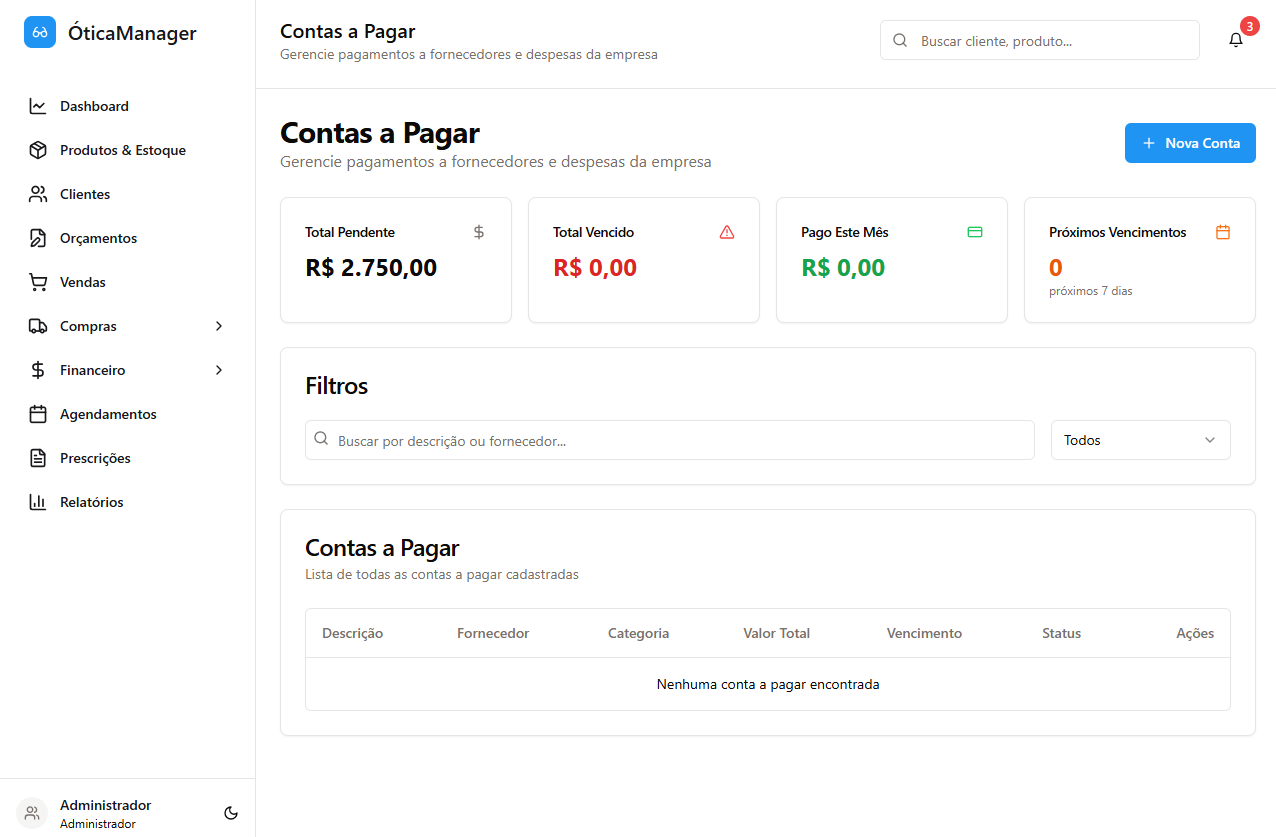 ÓticaManager
Dashboard
Produtos & Estoque
Clientes
Orçamentos
Vendas
Compras
Financeiro
Agendamentos
Prescrições
Relatórios
Administrador
Administrador
Contas a Pagar
Gerencie pagamentos a fornecedores e despesas da empresa
Buscar cliente, produto...
3
Contas a Pagar
Gerencie pagamentos a fornecedores e despesas da empresa
+ Nova Conta
Total Pendente $
R$ 2.750,00
Total Vencido
R$ 0,00
Pago Este Mês
R$ 0,00
Próximos Vencimentos
0
próximos 7 dias
Filtros
Buscar por descrição ou fornecedor...
Todos
Contas a Pagar
Lista de todas as contas a pagar cadastradas
Descrição Fornecedor Categoria Valor Total Vencimento Status Ações
Nenhuma conta a pagar encontrada